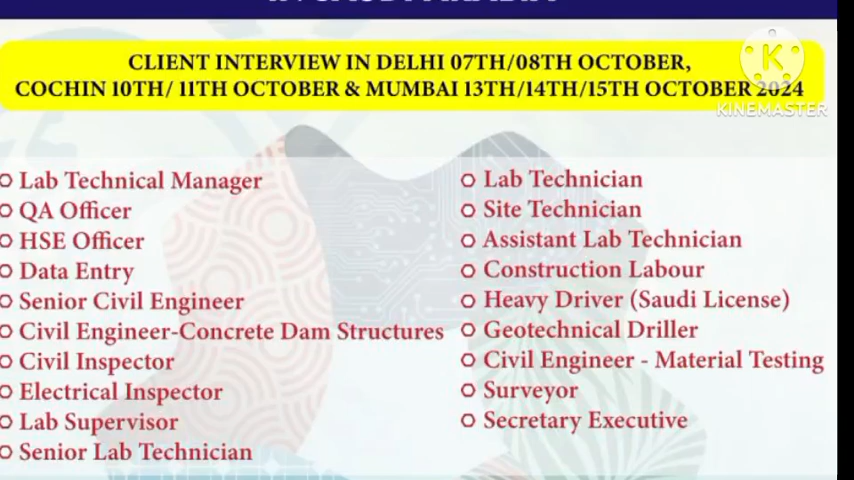 CLIENT INTERVIEW IN DELHI 07TH/08TH OCTOBER,
COCHIN 10TH/ 11TH OCTOBER & MUMBAI 13TH/14TH/15TH OCTOBER 2024
K
KINEMASTER
Lab Technical Manager
QA Officer
HSE Officer
Data Entry
Senior Civil Engineer
Civil Engineer-Concrete Dam Structures
Civil Inspector
Electrical Inspector
Lab Supervisor
Senior Lab Technician
Lab Technician
Site Technician
Assistant Lab Technician
Construction Labour
Heavy Driver (Saudi License)
Geotechnical Driller
Civil Engineer - Material Testing
Surveyor
Secretary Executive